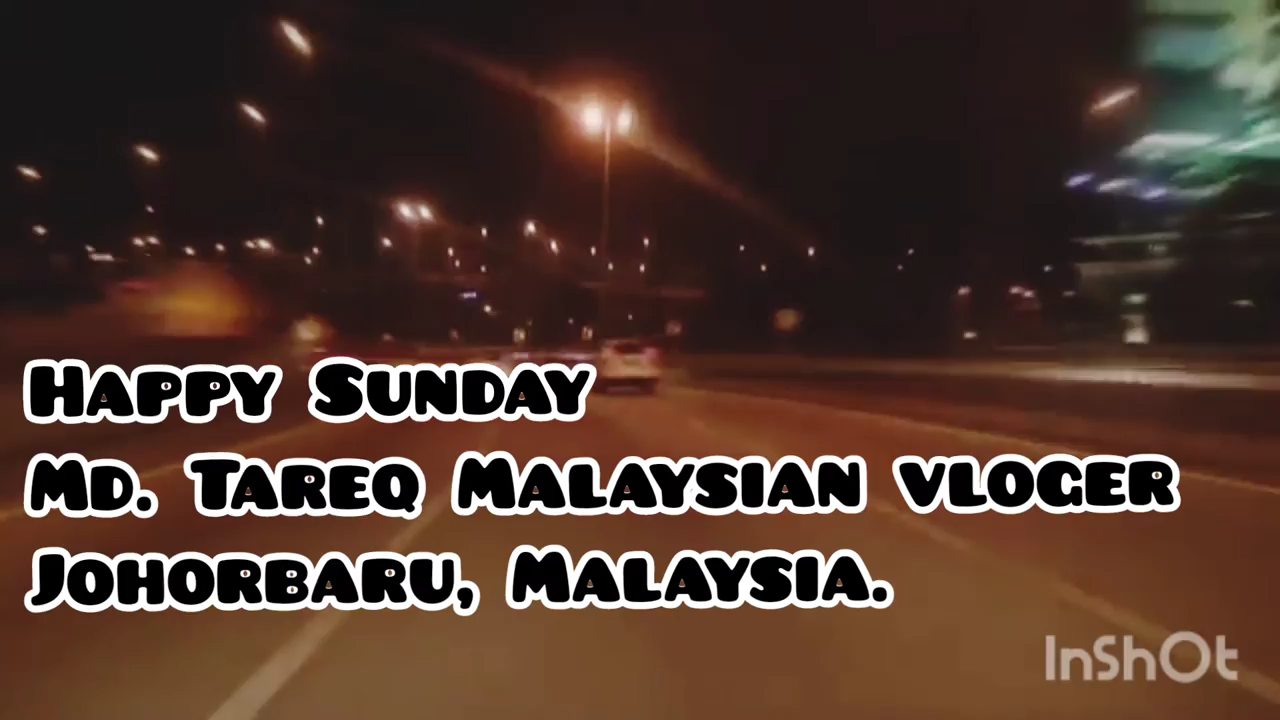 Happy Sunday
Md. Tareq Malaysian vloger
Johorbaru, Malaysia.
InShOt